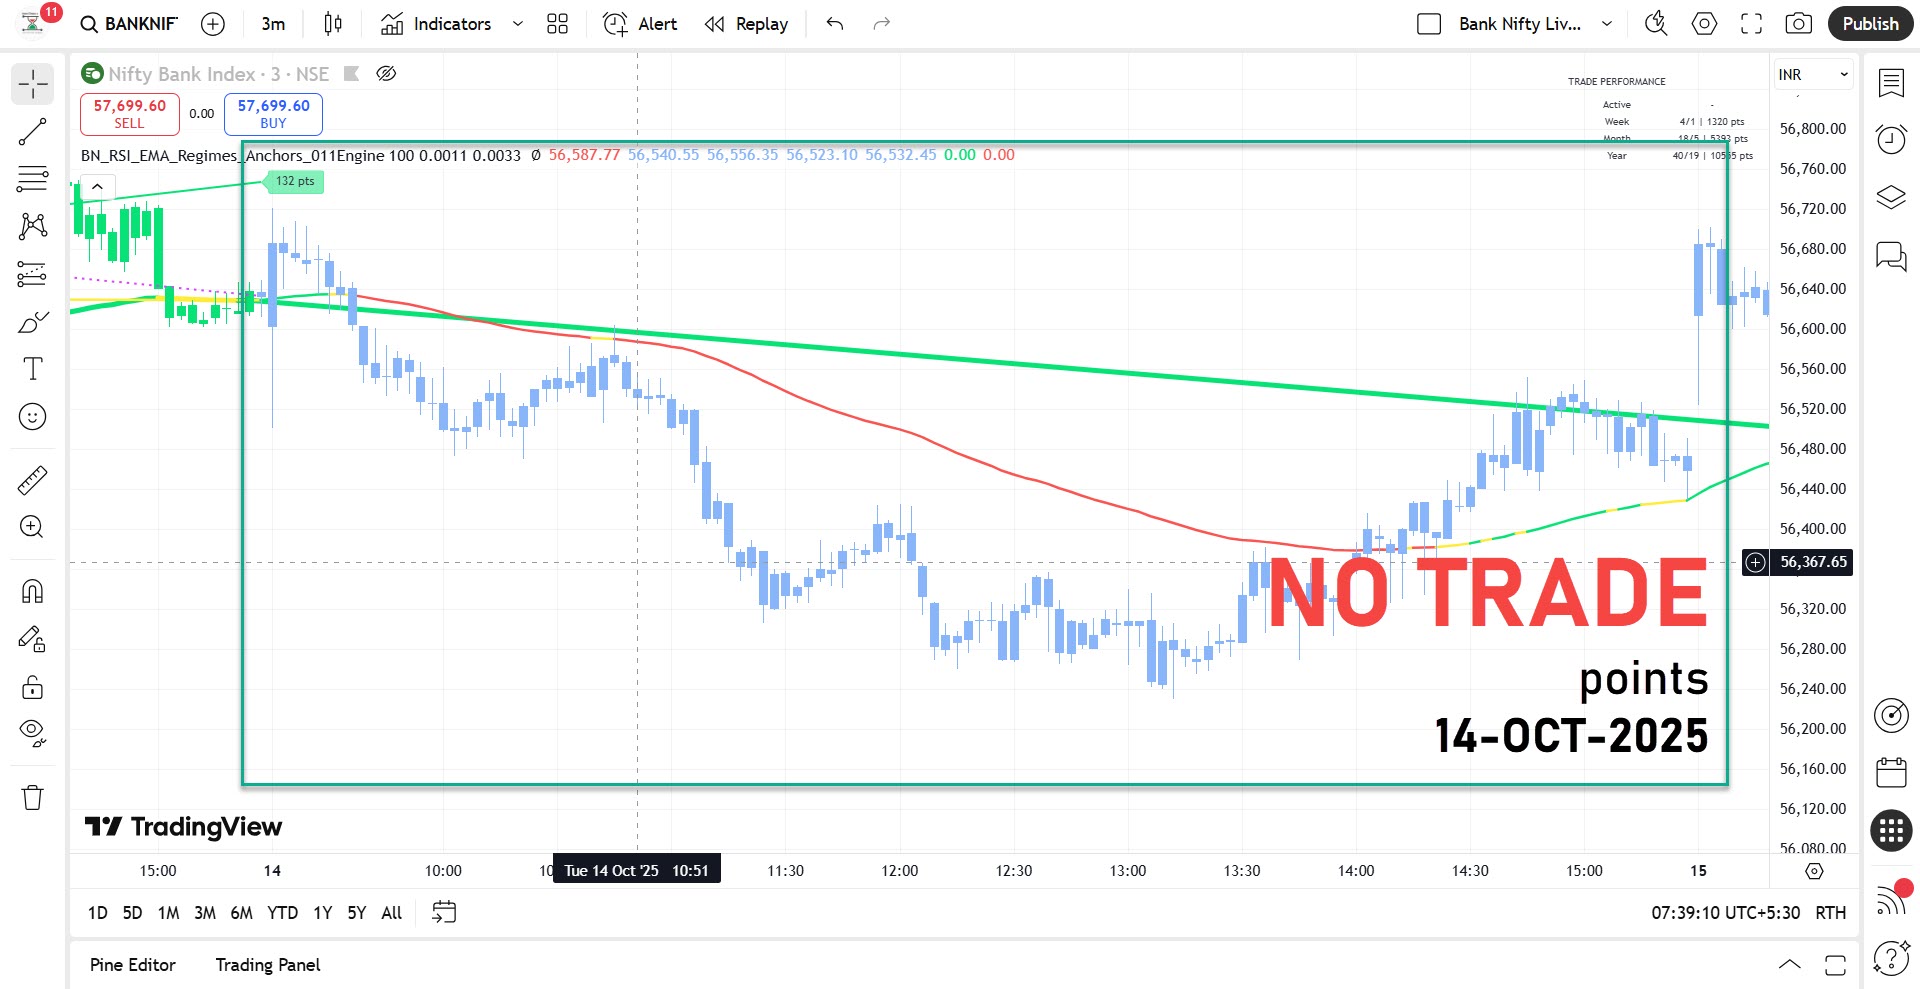 11
BANKNIF
3m
Indicators
Alert
Replay
Bank Nifty Liv...
Publish
Nifty Bank Index · 3 · NSE
57,699.60
SELL
0.00
57,699.60
BUY
INR
TRADE PERFORMANCE
Active -
Week 4/1 | 1320 pts
Month 18/5 | 5393 pts
Year 40/19 | 10565 pts
BN_RSI_EMA_Regimes_Anchors_011Engine 100 0.0011 0.0033 Ø 56,587.77 56,540.55 56,556.35 56,523.10 56,532.45 0.00 0.00
132 pts
56,800.00
56,760.00
56,720.00
56,680.00
56,640.00
56,600.00
56,560.00
56,520.00
56,480.00
56,440.00
56,400.00
56,367.65
56,320.00
56,280.00
56,240.00
56,200.00
56,160.00
56,120.00
56,080.00
NO TRADE
points
14-OCT-2025
TradingView
15:00 14 10:00 10 Tue 14 Oct '25 10:51 11:30 12:00 12:30 13:00 13:30 14:00 14:30 15:00 15
1D 5D 1M 3M 6M YTD 1Y 5Y All
07:39:10 UTC+5:30 RTH
Pine Editor Trading Panel